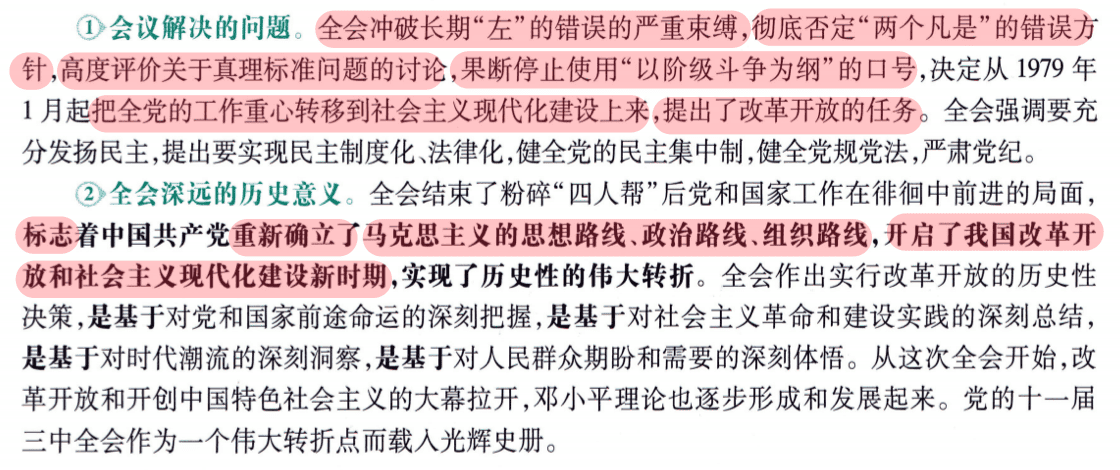 ①会议解决的问题。全会冲破长期“左”的错误的严重束缚,彻底否定“两个凡是”的错误方
针,高度评价关于真理标准问题的讨论,果断停止使用“以阶级斗争为纲”的口号,决定从 1979 年
1 月起把全党的工作重心转移到社会主义现代化建设上来,提出了改革开放的任务。全会强调要充
分发扬民主,提出要实现民主制度化、法律化,健全党的民主集中制,健全党规党法,严肃党纪。
②全会深远的历史意义。全会结束了粉碎“四人帮”后党和国家工作在徘徊中前进的局面,
标志着中国共产党重新确立了马克思主义的思想路线、政治路线、组织路线,开启了我国改革开
放和社会主义现代化建设新时期,实现了历史性的伟大转折。全会作出实行改革开放的历史性
决策,是基于对党和国家前途命运的深刻把握,是基于对社会主义革命和建设实践的深刻总结,
是基于对时代潮流的深刻洞察,是基于对人民群众期盼和需要的深刻体悟。从这次全会开始,改
革开放和开创中国特色社会主义的大幕拉开,邓小平理论也逐步形成和发展起来。党的十一届
三中全会作为一个伟大转折点而载入光辉史册。